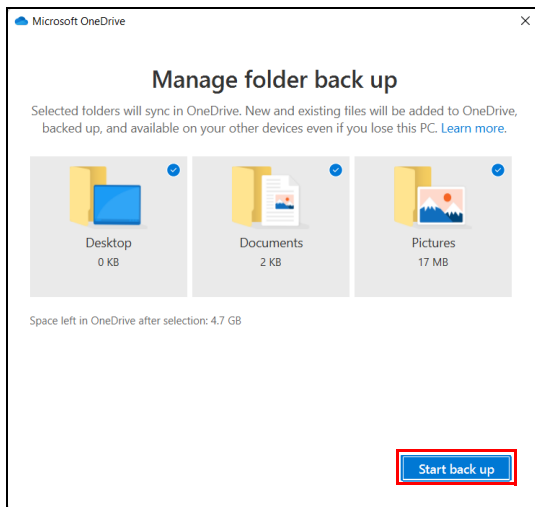 Microsoft OneDrive
Manage folder back up
Selected folders will sync in OneDrive. New and existing files will be added to OneDrive,
backed up, and available on your other devices even if you lose this PC. Learn more.
Desktop
0 KB
Documents
2 KB
Pictures
17 MB
Space left in OneDrive after selection: 4.7 GB
Start back up